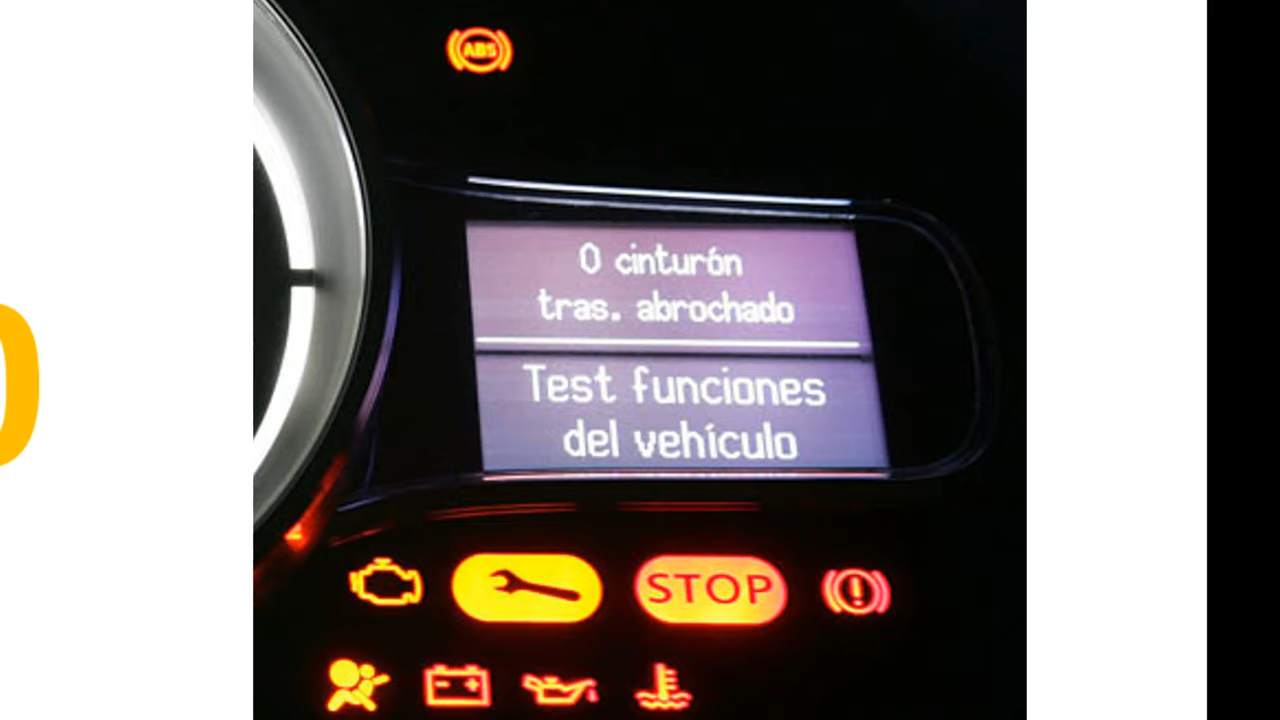 ABS
0 cinturón
tras. abrochado
Test funciones
del vehículo
STOP